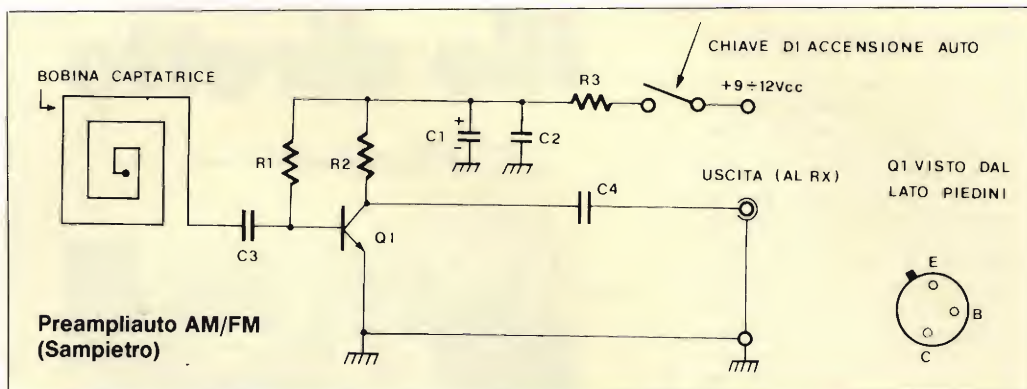 CHIAVE DI ACCENSIONE AUTO
BOBINA CAPTATRICE
R3
+9÷12Vcc
R1
R2
+
-
C1
C2
C4
USCITA (AL RX)
Q1 VISTO DAL
LATO PIEDINI
C3
Q1
E
B
C
Preampliauto AM/FM
(Sampietro)